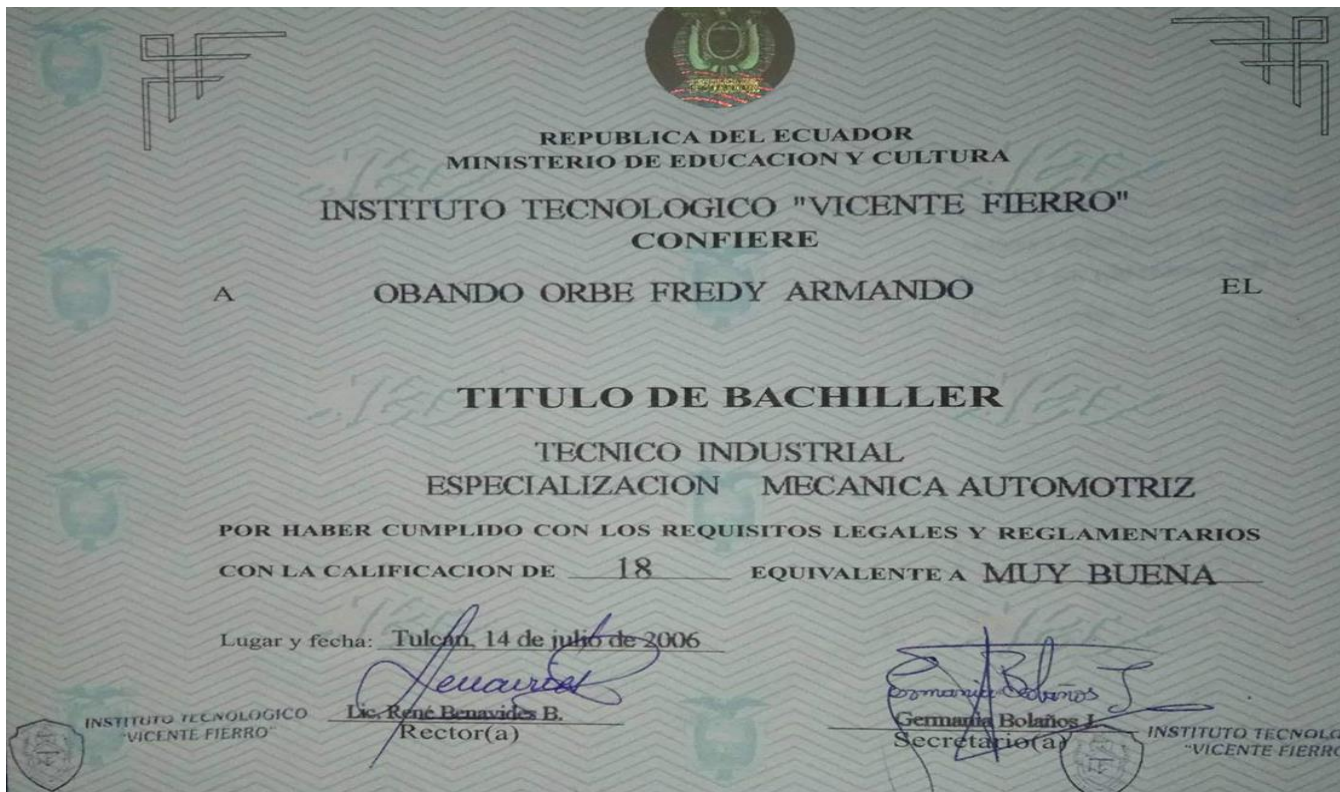 REPUBLICA DEL ECUADOR
MINISTERIO DE EDUCACION Y CULTURA
INSTITUTO TECNOLOGICO "VICENTE FIERRO"
CONFIERE
A OBANDO ORBE FREDY ARMANDO EL
TITULO DE BACHILLER
TECNICO INDUSTRIAL
ESPECIALIZACION MECANICA AUTOMOTRIZ
POR HABER CUMPLIDO CON LOS REQUISITOS LEGALES Y REGLAMENTARIOS
CON LA CALIFICACION DE 18 EQUIVALENTE A MUY BUENA
Lugar y fecha: Tulcán, 14 de julio de 2006
Lic. René Benavides B.
Rector(a)
Germania Bolaños J.
Secretario(a)
INSTITUTO TECNOLOGICO
"VICENTE FIERRO"
INSTITUTO TECNOLO
"VICENTE FIERRO